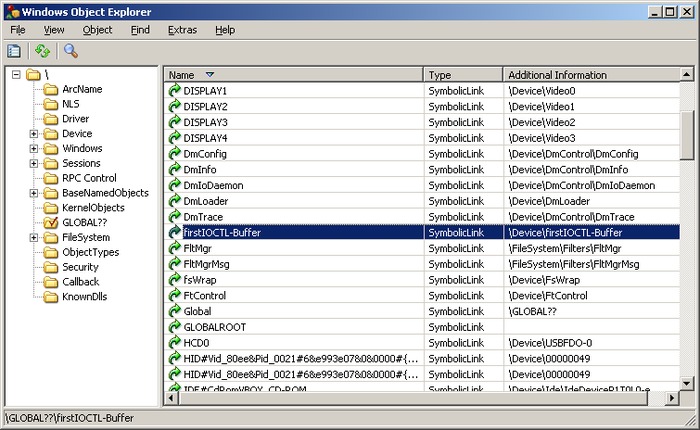 Windows Object Explorer
File View Object Find Extras Help
\
ArcName
NLS
Driver
Device
Windows
Sessions
RPC Control
BaseNamedObjects
KernelObjects
GLOBAL??
FileSystem
ObjectTypes
Security
Callback
KnownDlls
Name Type Additional Information
DISPLAY1 SymbolicLink \Device\Video0
DISPLAY2 SymbolicLink \Device\Video1
DISPLAY3 SymbolicLink \Device\Video2
DISPLAY4 SymbolicLink \Device\Video3
DmConfig SymbolicLink \Device\DmControl\DmConfig
DmInfo SymbolicLink \Device\DmControl\DmInfo
DmIoDaemon SymbolicLink \Device\DmControl\DmIoDaemon
DmLoader SymbolicLink \Device\DmLoader
DmTrace SymbolicLink \Device\DmControl\DmTrace
firstIOCTL-Buffer SymbolicLink \Device\firstIOCTL-Buffer
FltMgr SymbolicLink \FileSystem\Filters\FltMgr
FltMgrMsg SymbolicLink \FileSystem\Filters\FltMgrMsg
fsWrap SymbolicLink \Device\FsWrap
FtControl SymbolicLink \Device\FtControl
Global SymbolicLink \GLOBAL??
GLOBALROOT SymbolicLink
HCD0 SymbolicLink \Device\USBFDO-0
HID#Vid_80ee&Pid_0021#6&e993e07&0&0000#{... SymbolicLink \Device\00000049
HID#Vid_80ee&Pid_0021#6&e993e07&0&0000#{... SymbolicLink \Device\00000049
IDE#CdRomVBOX_CD-ROM SymbolicLink \Device\Ide\IdeDeviceP1T0L0-e
\GLOBAL??\firstIOCTL-Buffer